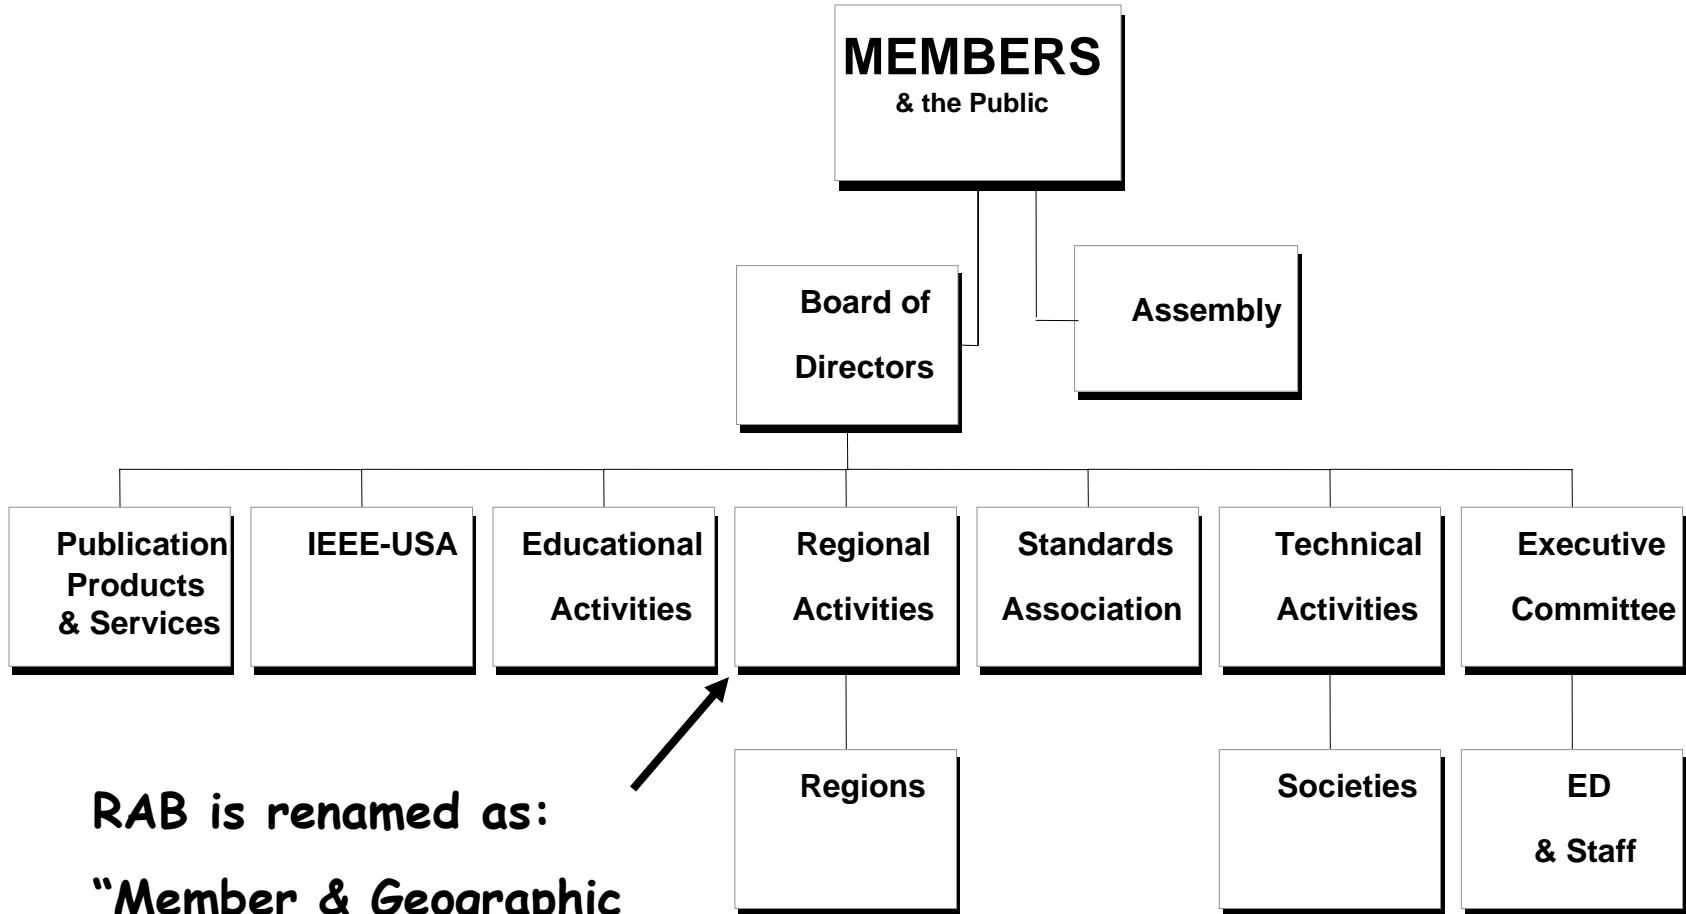 MEMBERS
& the Public
Board of
Directors
Assembly
Publication
Products
& Services
IEEE-USA
Educational
Activities
Regional
Activities
Standards
Association
Technical
Activities
Executive
Committee
Regions
Societies
ED
& Staff
RAB is renamed as:
“Member & Geographic